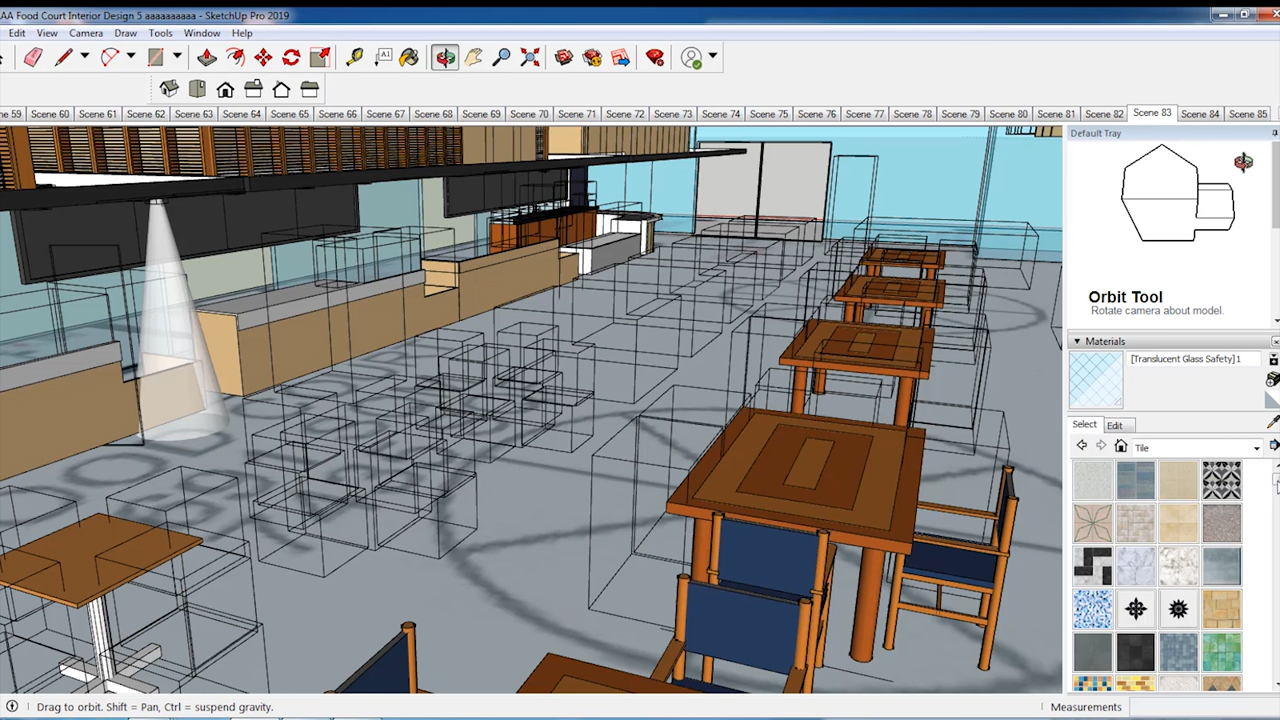 AA Food Court Interior Design 5 aaaaaaaaaa - SketchUp Pro 2019
Edit View Camera Draw Tools Window Help
A1
ne 59 Scene 60 Scene 61 Scene 62 Scene 63 Scene 64 Scene 65 Scene 66 Scene 67 Scene 68 Scene 69 Scene 70 Scene 71 Scene 72 Scene 73 Scene 74 Scene 75 Scene 76 Scene 77 Scene 78 Scene 79 Scene 80 Scene 81 Scene 82 Scene 83 Scene 84 Scene 85
Default Tray
Orbit Tool
Rotate camera about model.
Materials
[Translucent Glass Safety]1
Select Edit
Tile
Drag to orbit. Shift = Pan, Ctrl = suspend gravity.
Measurements